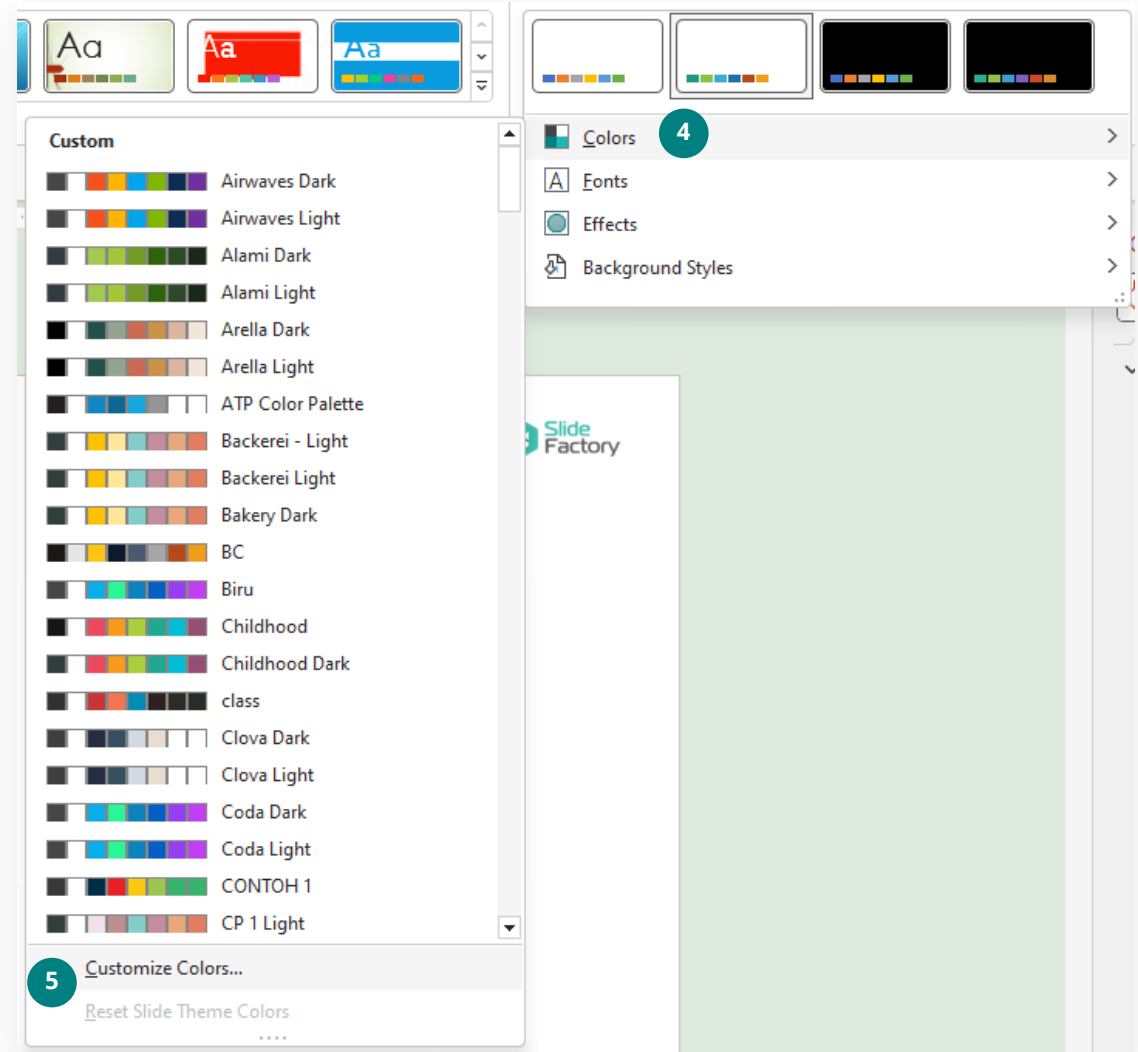 Aa
Aa
Aa
Custom
Airwaves Dark
Airwaves Light
Alami Dark
Alami Light
Arella Dark
Arella Light
ATP Color Palette
Backerei - Light
Backerei Light
Bakery Dark
BC
Biru
Childhood
Childhood Dark
class
Clova Dark
Clova Light
Coda Dark
Coda Light
CONTOH 1
CP 1 Light
5
Customize Colors...
Reset Slide Theme Colors
Colors
4
A
Fonts
Effects
Background Styles
Slide
Factory